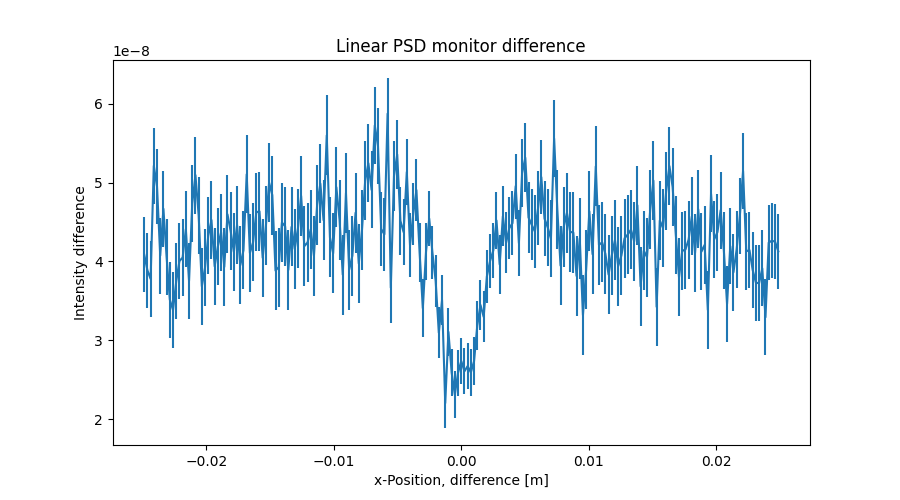 Linear PSD monitor difference
1e−8
6
5
4
3
2
Intensity difference
−0.02
−0.01
0.00
0.01
0.02
x-Position, difference [m]